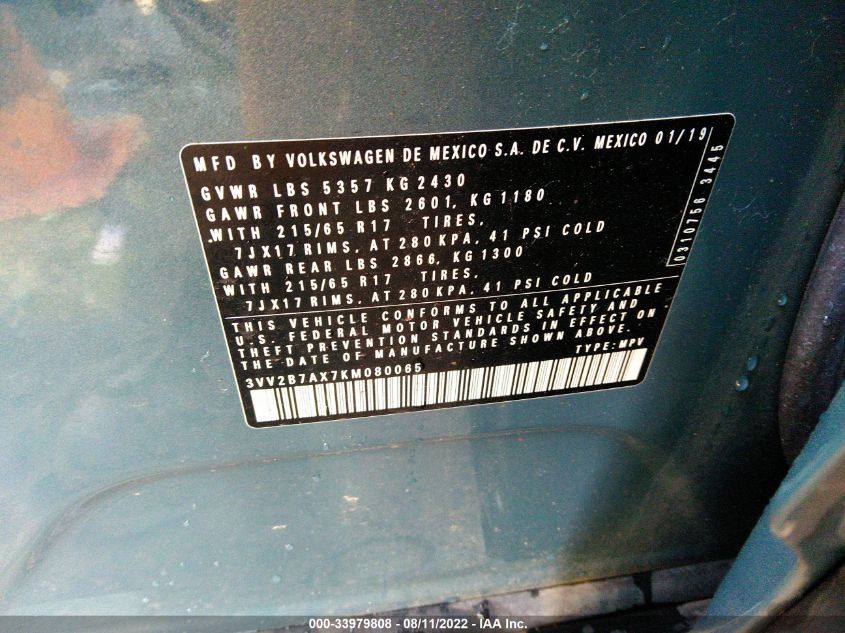 MFD BY VOLKSWAGEN DE MEXICO S.A. DE C.V. MEXICO 01/19
GVWR LBS 5357 KG 2430
GAWR FRONT LBS 2601, KG 1180
WITH 215/65 R17 TIRES,
7JX17 RIMS, AT 280 KPA, 41 PSI COLD
GAWR REAR LBS 2866, KG 1300
WITH 215/65 R17 TIRES,
7JX17 RIMS, AT 280 KPA, 41 PSI COLD
THIS VEHICLE CONFORMS TO ALL APPLICABLE
U.S. FEDERAL MOTOR VEHICLE SAFETY AND
THEFT PREVENTION STANDARDS IN EFFECT ON
THE DATE OF MANUFACTURE SHOWN ABOVE.
3VV2B7AX7KM080065 TYPE: MPV
0310756 3445
000-33979808 - 08/11/2022 - IAA Inc.